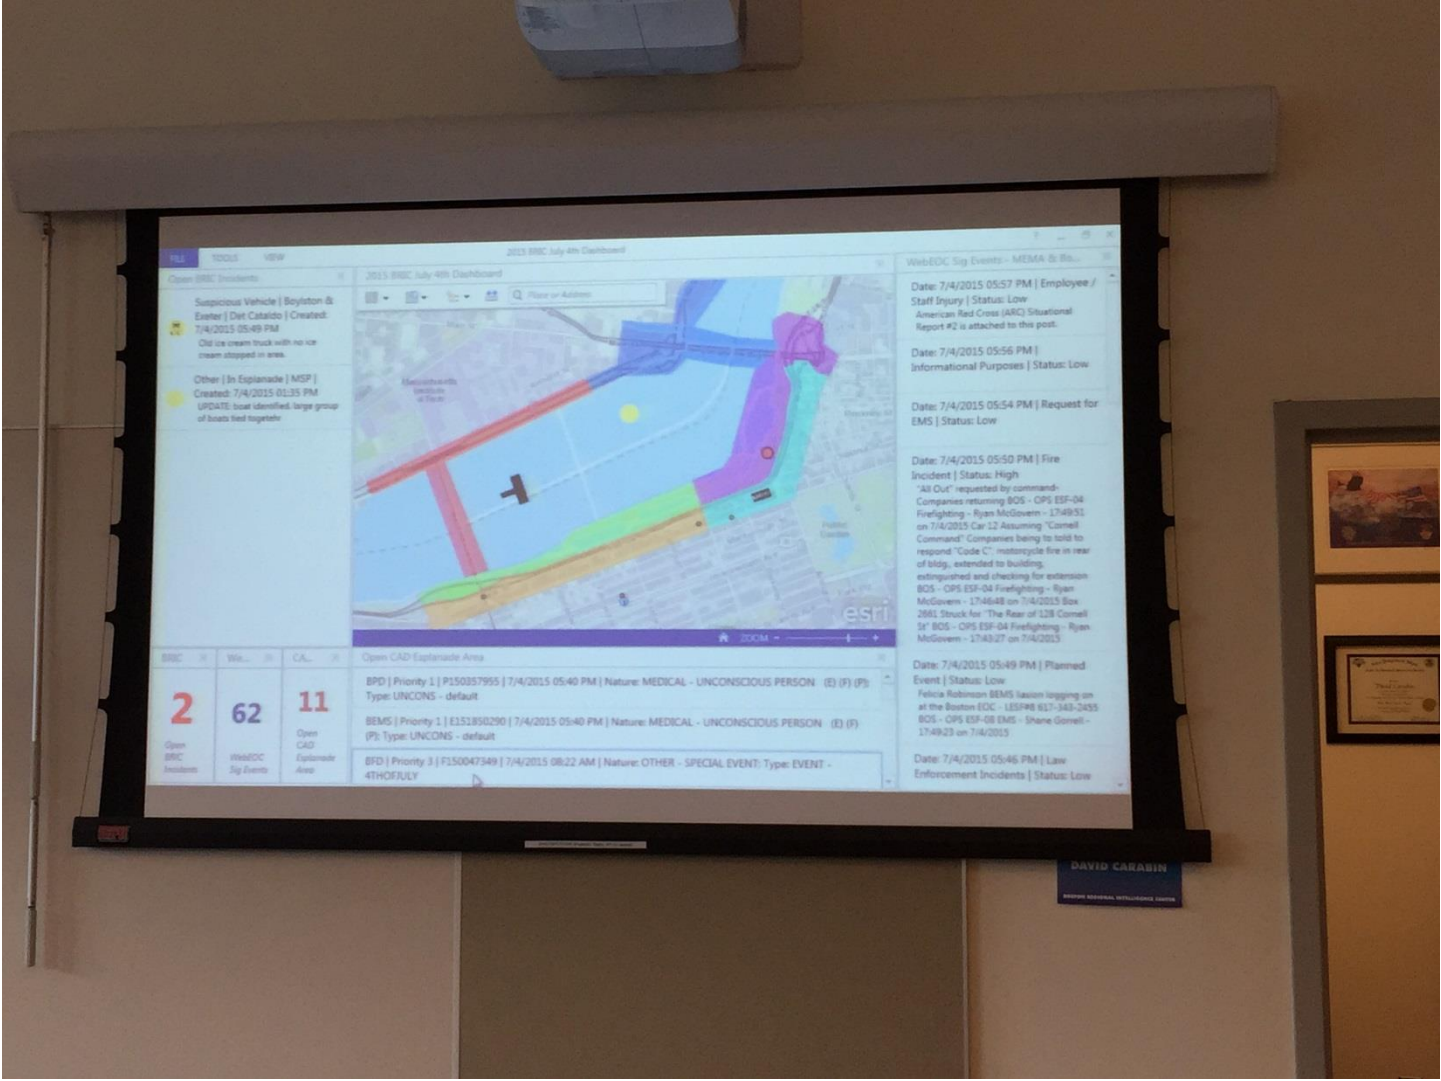 FILE
TOOLS
VIEW
2015 BRIC July 4th Dashboard
Open BRIC Incidents
Suspicious Vehicle | Boylston &
Exeter | Det Cataldo | Created:
7/4/2015 05:49 PM
Old ice cream truck with no ice
cream stopped in area.
Other | In Esplanade | MSP |
Created: 7/4/2015 01:35 PM
UPDATE: boat identified, large group
of boats tied togetehr
BRIC
2
Open
BRIC
Incidents
We...
62
WebEOC
Sig Events
CA...
11
Open
CAD
Esplanade
Area
2015 BRIC July 4th Dashboard
Place or Address
Massachusetts
Institute
of Tech
Public
Garden
esri
ZOOM
Open CAD Esplanade Area
BPD | Priority 1 | P150357955 | 7/4/2015 05:40 PM | Nature: MEDICAL - UNCONSCIOUS PERSON (E) (F) (P);
Type: UNCONS - default
BEMS | Priority 1 | E151850290 | 7/4/2015 05:40 PM | Nature: MEDICAL - UNCONSCIOUS PERSON (E) (F)
(P); Type: UNCONS - default
BFD | Priority 3 | F150047349 | 7/4/2015 08:22 AM | Nature: OTHER - SPECIAL EVENT; Type: EVENT -
4THOFJULY
WebEOC Sig Events - MEMA & Bo...
Date: 7/4/2015 05:57 PM | Employee /
Staff Injury | Status: Low
American Red Cross (ARC) Situational
Report #2 is attached to this post.
Date: 7/4/2015 05:56 PM |
Informational Purposes | Status: Low
Date: 7/4/2015 05:54 PM | Request for
EMS | Status: Low
Date: 7/4/2015 05:50 PM | Fire
Incident | Status: High
"All Out" requested by command-
Companies returning BOS - OPS ESF-04
Firefighting - Ryan McGovern - 17:49:51
on 7/4/2015 Car 12 Assuming "Cornell
Command" Companies being to told to
respond "Code C", motorcycle fire in rear
of bldg., extended to building,
extinguished and checking for extension
BOS - OPS ESF-04 Firefighting - Ryan
McGovern - 17:46:48 on 7/4/2015 Box
2661 Struck for "The Rear of 128 Cornell
St" BOS - OPS ESF-04 Firefighting - Ryan
McGovern - 17:43:27 on 7/4/2015
Date: 7/4/2015 05:49 PM | Planned
Event | Status: Low
Felicia Robinson BEMS liasion logging on
at the Boston EOC - LESF#8 617-343-2455
BOS - OPS ESF-08 EMS - Shane Gorrell -
17:49:23 on 7/4/2015
Date: 7/4/2015 05:46 PM | Law
Enforcement Incidents | Status: Low
DAVID CARABIN
BOSTON REGIONAL INTELLIGENCE CENTER